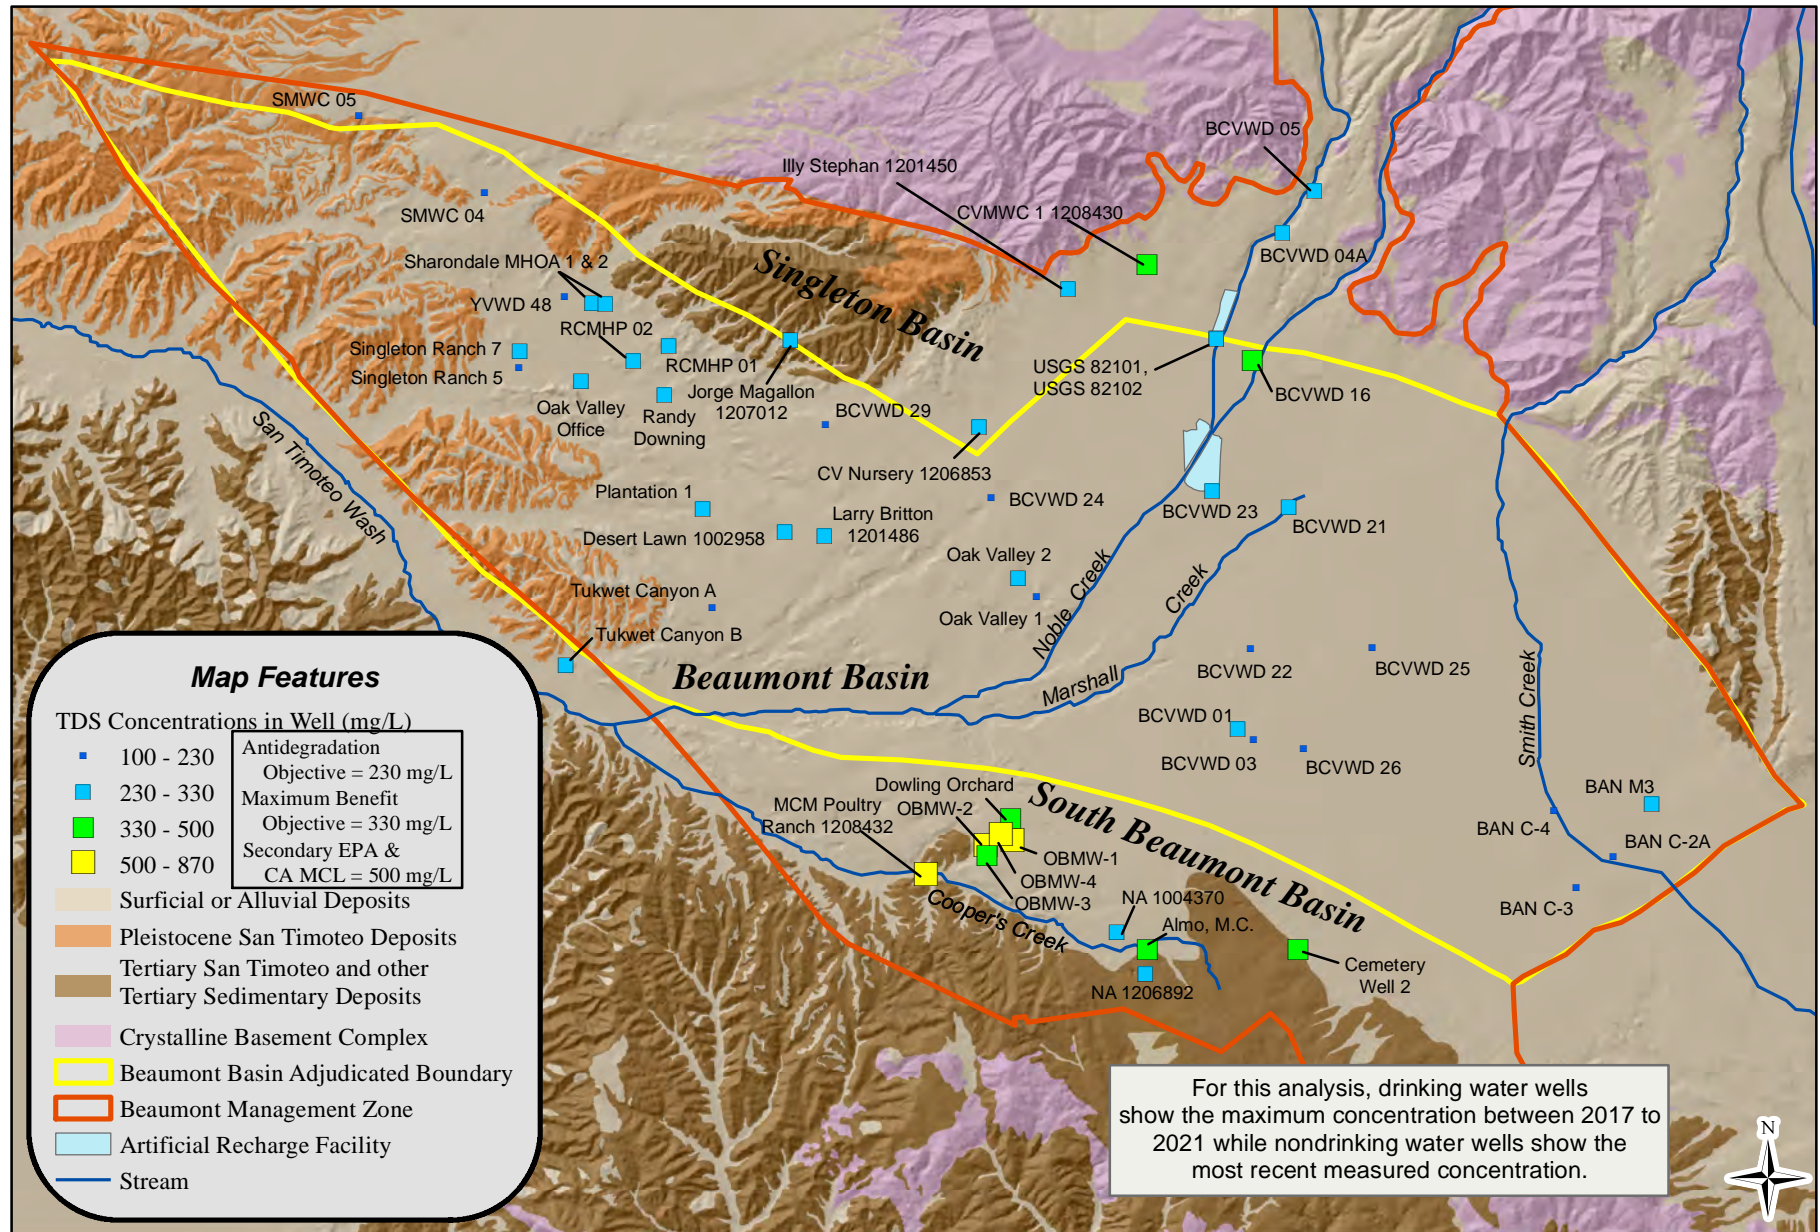 SMWC 05
BCVWD 05
Illy Stephan 1201450
SMWC 04
CVMWC 1 1208430
BCVWD 04A
Sharondale MHOA 1 & 2
Singleton Basin
YVWD 48
RCMHP 02
Singleton Ranch 7
RCMHP 01
USGS 82101,
USGS 82102
Singleton Ranch 5
Jorge Magallon
1207012
BCVWD 16
Oak Valley
Office
Randy
Downing
BCVWD 29
San Timoteo Wash
CV Nursery 1206853
Plantation 1
BCVWD 24
BCVWD 23
BCVWD 21
Desert Lawn 1002958
Larry Britton
1201486
Oak Valley 2
Tukwet Canyon A
Oak Valley 1
Noble Creek
Creek
Marshall
Tukwet Canyon B
Beaumont Basin
BCVWD 22
BCVWD 25
Smith Creek
BCVWD 01
BCVWD 03
BCVWD 26
BAN M3
Dowling Orchard
OBMW-2
South Beaumont Basin
MCM Poultry
Ranch 1208432
BAN C-4
BAN C-2A
OBMW-1
OBMW-4
OBMW-3
Cooper's Creek
NA 1004370
Almo, M.C.
BAN C-3
Cemetery
Well 2
NA 1206892
Map Features
TDS Concentrations in Well (mg/L)
100 - 230
230 - 330
330 - 500
500 - 870
Antidegradation
Objective = 230 mg/L
Maximum Benefit
Objective = 330 mg/L
Secondary EPA &
CA MCL = 500 mg/L
Surficial or Alluvial Deposits
Pleistocene San Timoteo Deposits
Tertiary San Timoteo and other
Tertiary Sedimentary Deposits
Crystalline Basement Complex
Beaumont Basin Adjudicated Boundary
Beaumont Management Zone
Artificial Recharge Facility
Stream
For this analysis, drinking water wells
show the maximum concentration between 2017 to
2021 while nondrinking water wells show the
most recent measured concentration.
N